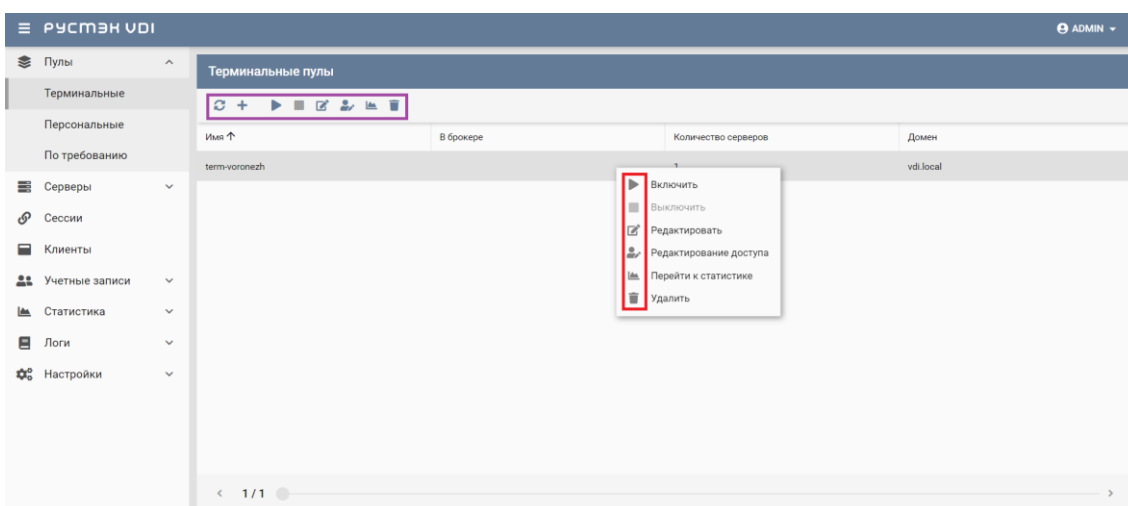 РУСТЭК VDI
ADMIN
Пулы
Терминальные
Персональные
По требованию
Серверы
Сессии
Клиенты
Учетные записи
Статистика
Логи
Настройки
Терминальные пулы
Имя В брокере Количество серверов Домен
term-voronezh 1 vdi.local
Включить
Выключить
Редактировать
Редактирование доступа
Перейти к статистике
Удалить
1 / 1